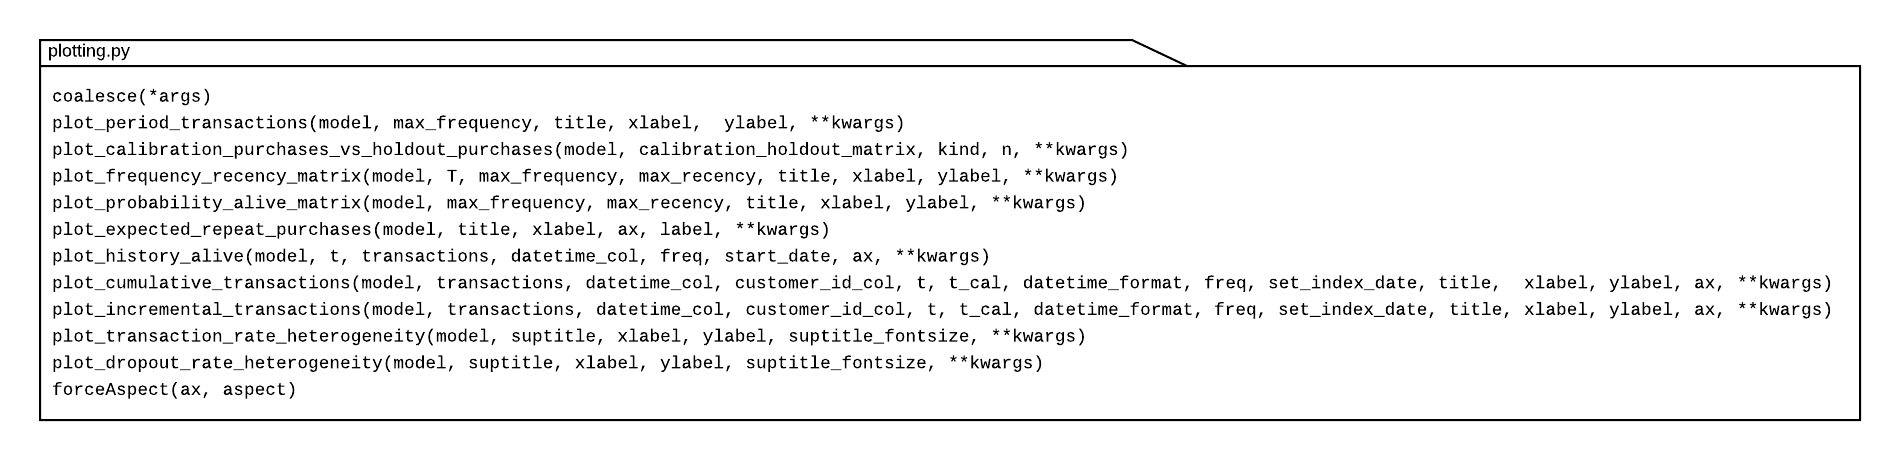 plotting.py
coalesce(*args)
plot_period_transactions(model, max_frequency, title, xlabel,  ylabel, **kwargs)
plot_calibration_purchases_vs_holdout_purchases(model, calibration_holdout_matrix, kind, n, **kwargs)
plot_frequency_recency_matrix(model, T, max_frequency, max_recency, title, xlabel, ylabel, **kwargs)
plot_probability_alive_matrix(model, max_frequency, max_recency, title, xlabel, ylabel, **kwargs)
plot_expected_repeat_purchases(model, title, xlabel, ax, label, **kwargs)
plot_history_alive(model, t, transactions, datetime_col, freq, start_date, ax, **kwargs)
plot_cumulative_transactions(model, transactions, datetime_col, customer_id_col, t, t_cal, datetime_format, freq, set_index_date, title,  xlabel, ylabel, ax, **kwargs)
plot_incremental_transactions(model, transactions, datetime_col, customer_id_col, t, t_cal, datetime_format, freq, set_index_date, title, xlabel, ylabel, ax, **kwargs)
plot_transaction_rate_heterogeneity(model, suptitle, xlabel, ylabel, suptitle_fontsize, **kwargs)
plot_dropout_rate_heterogeneity(model, suptitle, xlabel, ylabel, suptitle_fontsize, **kwargs)
forceAspect(ax, aspect)